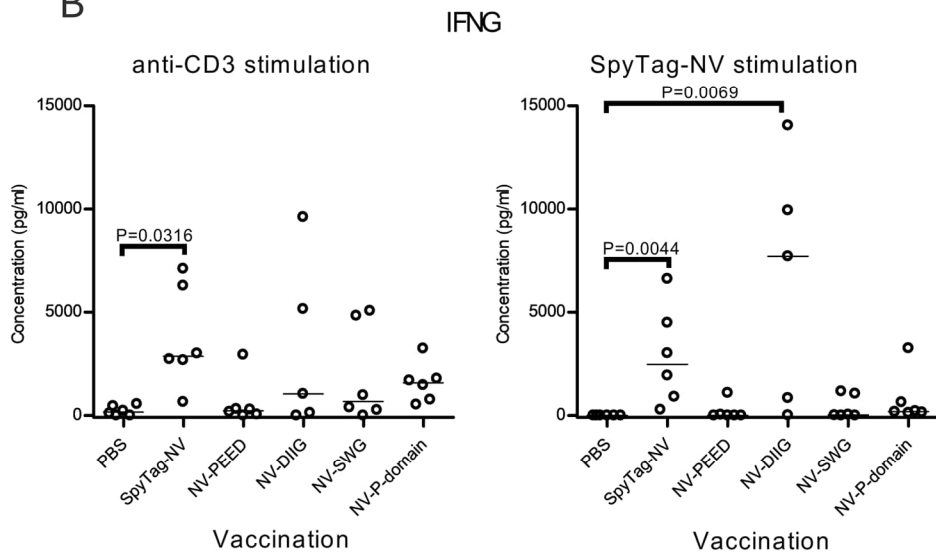 B
IFNG
anti-CD3 stimulation
15000
10000
5000
0
Concentration (pg/ml)
P=0.0316
PBS
SpyTag-NV
NV-PEED
NV-DIIG
NV-SWG
NV-P-domain
Vaccination
SpyTag-NV stimulation
15000
10000
5000
0
Concentration (pg/ml)
P=0.0069
P=0.0044
PBS
SpyTag-NV
NV-PEED
NV-DIIG
NV-SWG
NV-P-domain
Vaccination